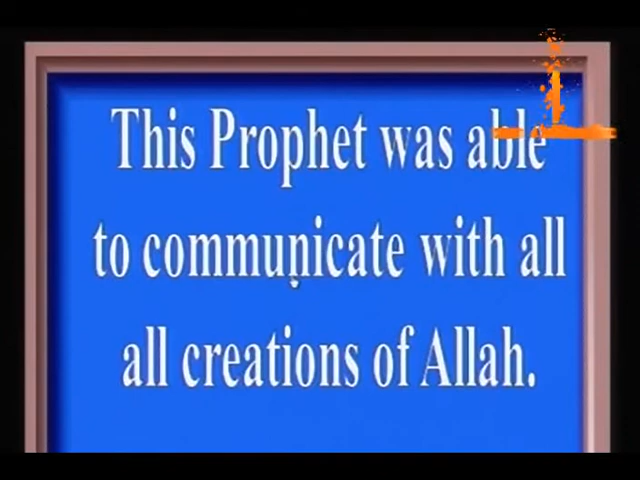 This Prophet was able
to communicate with all
all creations of Allah.